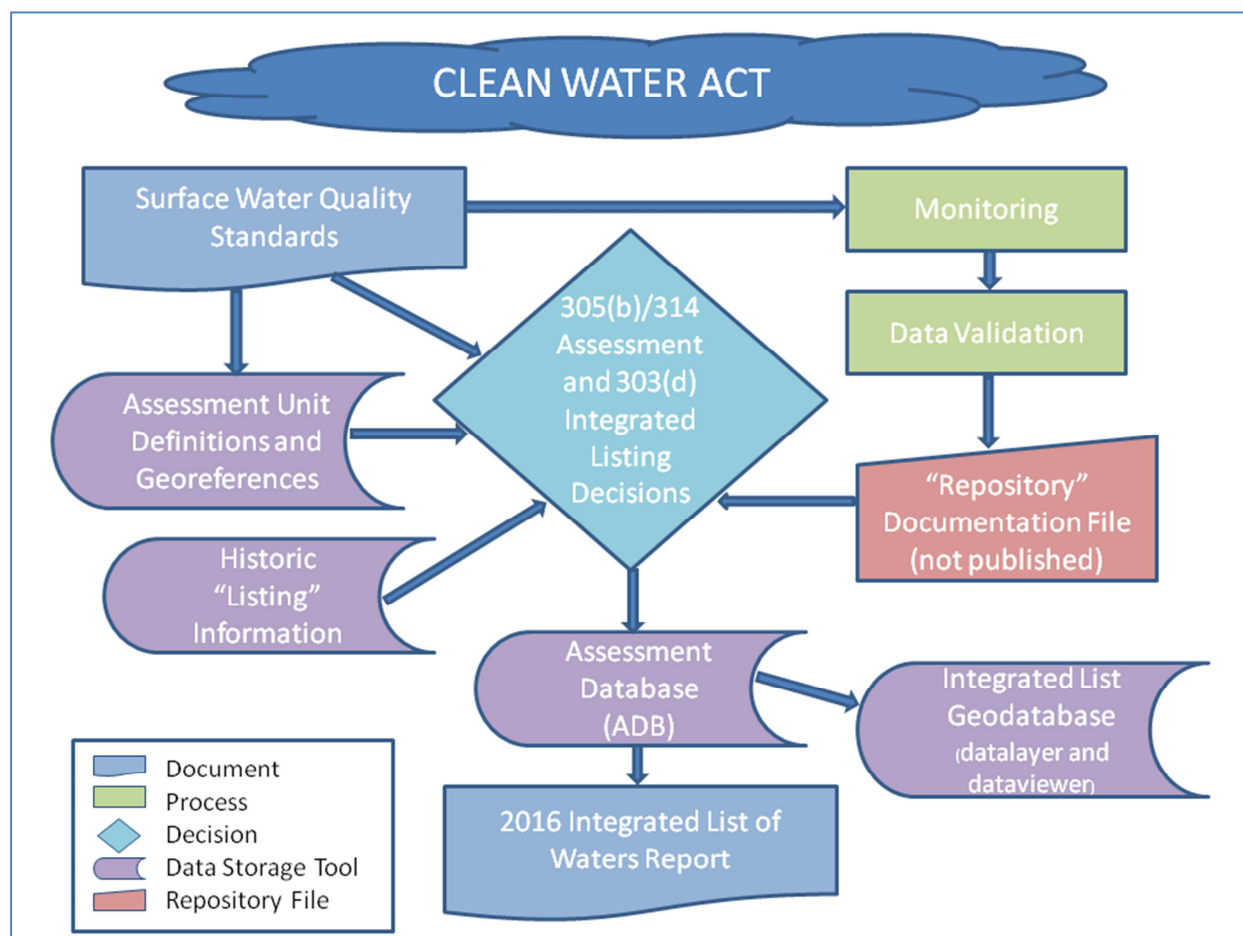 CLEAN WATER ACT
Surface Water Quality
Standards
Monitoring
305(b)/314
Assessment
and 303(d)
Integrated
Listing
Decisions
Data Validation
Assessment Unit
Definitions and
Georeferences
“Repository”
Documentation File
(not published)
Historic
“Listing”
Information
Assessment
Database
(ADB)
Integrated List
Geodatabase
(datalayer and
dataviewer)
2016 Integrated List of
Waters Report
Document
Process
Decision
Data Storage Tool
Repository File